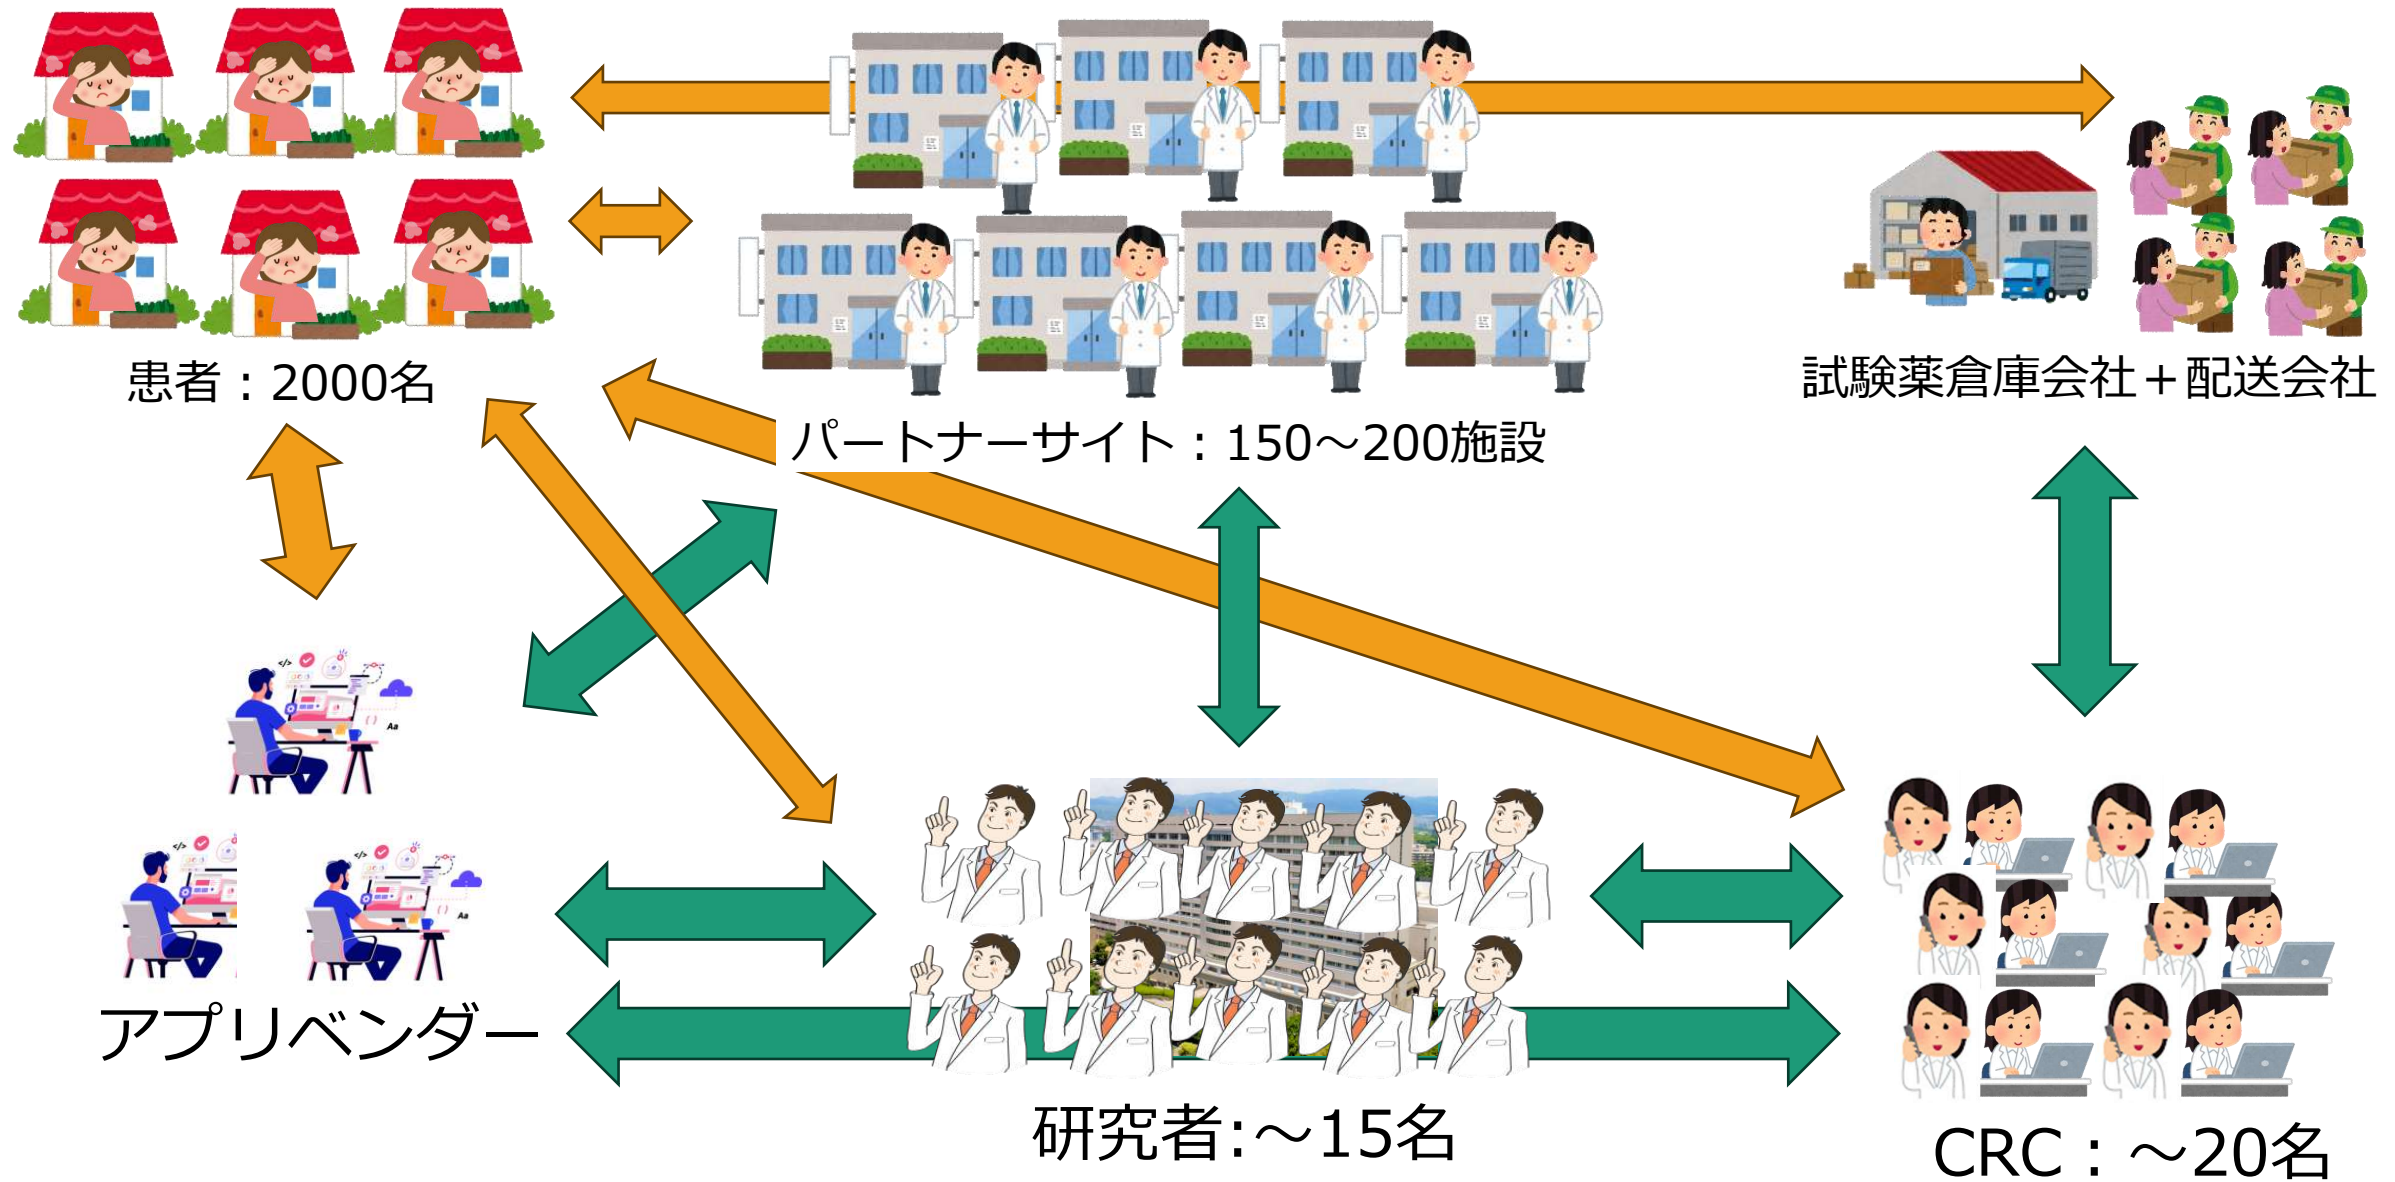 患者：2000名
試験薬倉庫会社＋配送会社
パートナーサイト：150～200施設
アプリベンダー
研究者:～15名
CRC：～20名